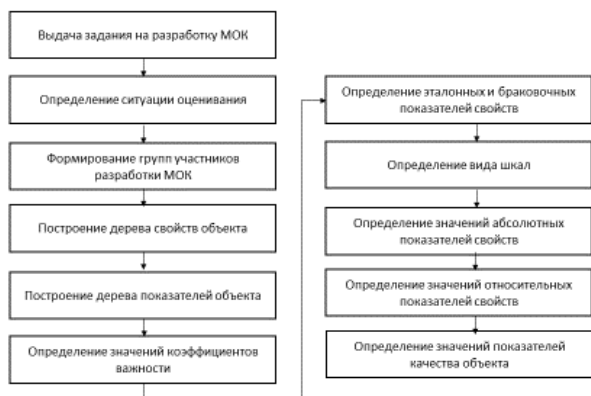 Выдача задания на разработку МОК
Определение ситуации оценивания
Формирование групп участников
разработки МОК
Построение дерева свойств объекта
Построение дерева показателей объекта
Определение значений коэффициентов
важности
Определение эталонных и браковочных
показателей свойств
Определение вида шкал
Определение значений абсолютных
показателей свойств
Определение значений относительных
показателей свойств
Определение значений показателей
качества объекта